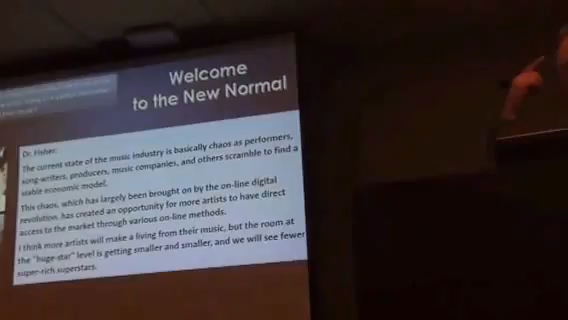 Welcome
to the New Normal
Dr. Fisher:
The current state of the music industry is basically chaos as performers,
song-writers, producers, music companies, and others scramble to find a
viable economic model.
This chaos, which has largely been brought on by the on-line digital
revolution, has created an opportunity for more artists to have direct
access to the market through various on-line methods.
I think more artists will make a living from their music, but the room at
the "huge-star" level is getting smaller and smaller, and we will see fewer
super-rich superstars.